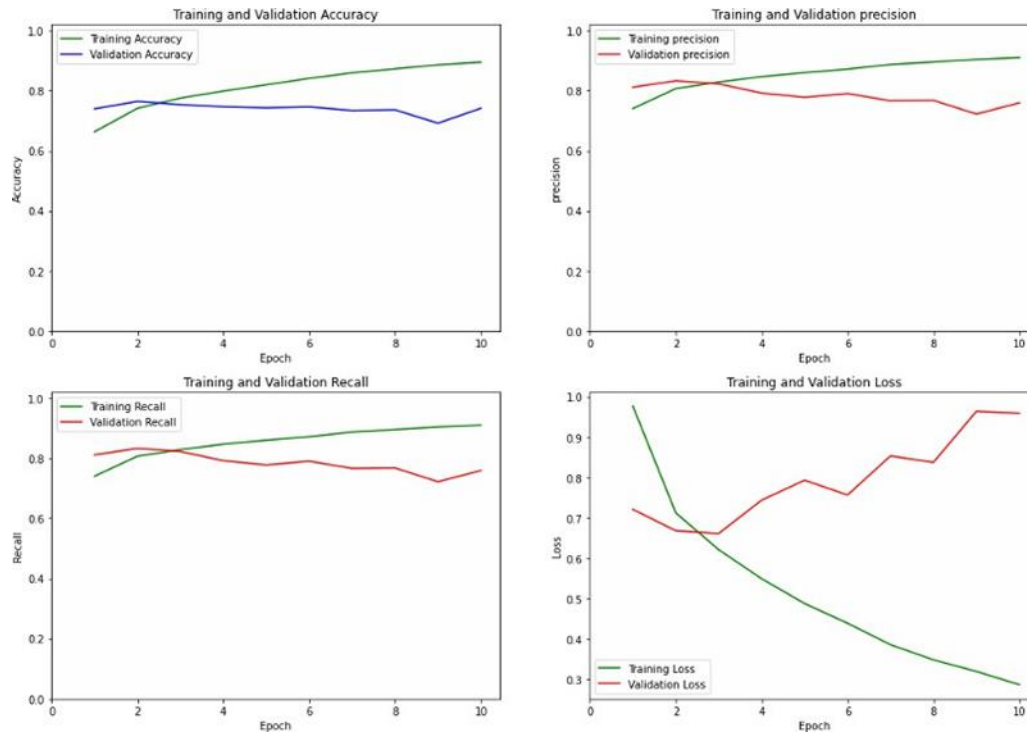 Training and Validation Accuracy
Training Accuracy
Validation Accuracy
1.0
0.8
0.6
0.4
0.2
0.0
Accuracy
0
2
4
6
8
10
Epoch
Training and Validation precision
Training precision
Validation precision
1.0
0.8
0.6
0.4
0.2
0.0
precision
0
2
4
6
8
10
Epoch
Training and Validation Recall
Training Recall
Validation Recall
1.0
0.8
0.6
0.4
0.2
0.0
Recall
0
2
4
6
8
10
Epoch
Training and Validation Loss
1.0
0.9
0.8
0.7
0.6
0.5
0.4
0.3
Loss
Training Loss
Validation Loss
0
2
4
6
8
10
Epoch